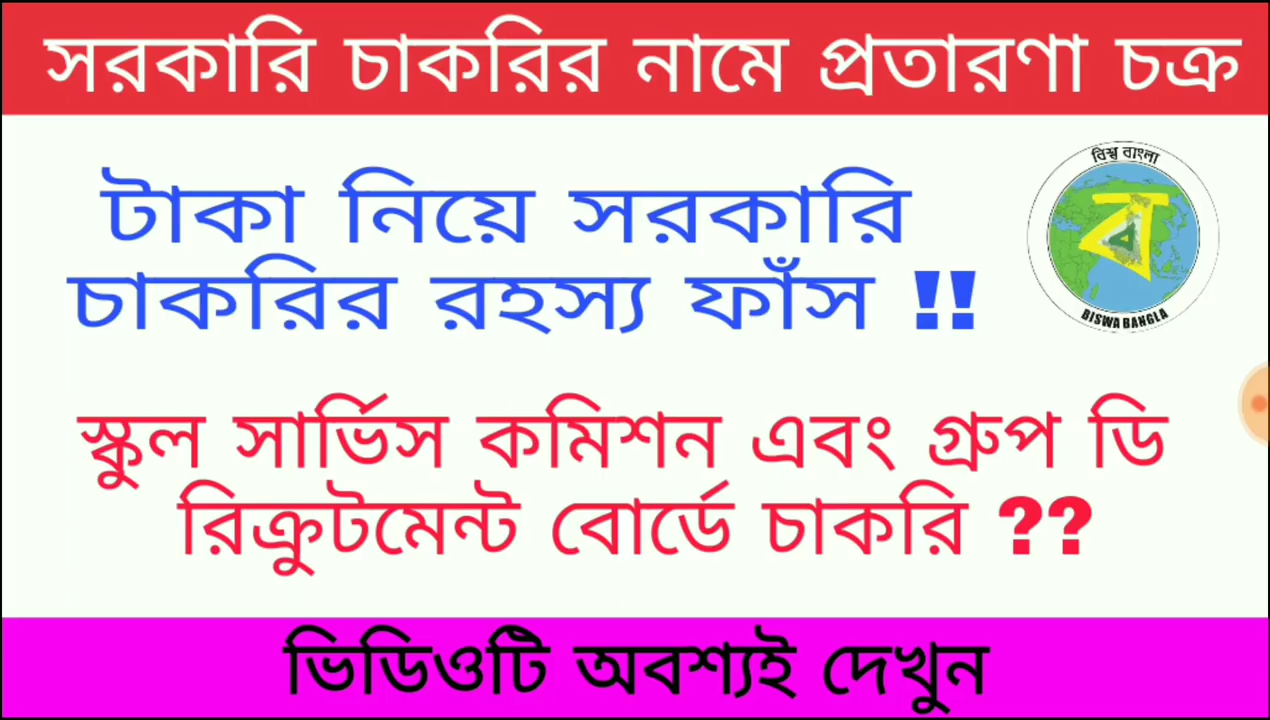 সরকারি চাকরির নামে প্রতারণা চক্র
টাকা নিয়ে সরকারি
চাকরির রহস্য ফাঁস !!
বিশ্ব বাংলা
ব
BISWA BANGLA
স্কুল সার্ভিস কমিশন এবং গ্রুপ ডি
রিক্রুটমেন্ট বোর্ডে চাকরি ??
ভিডিওটি অবশ্যই দেখুন